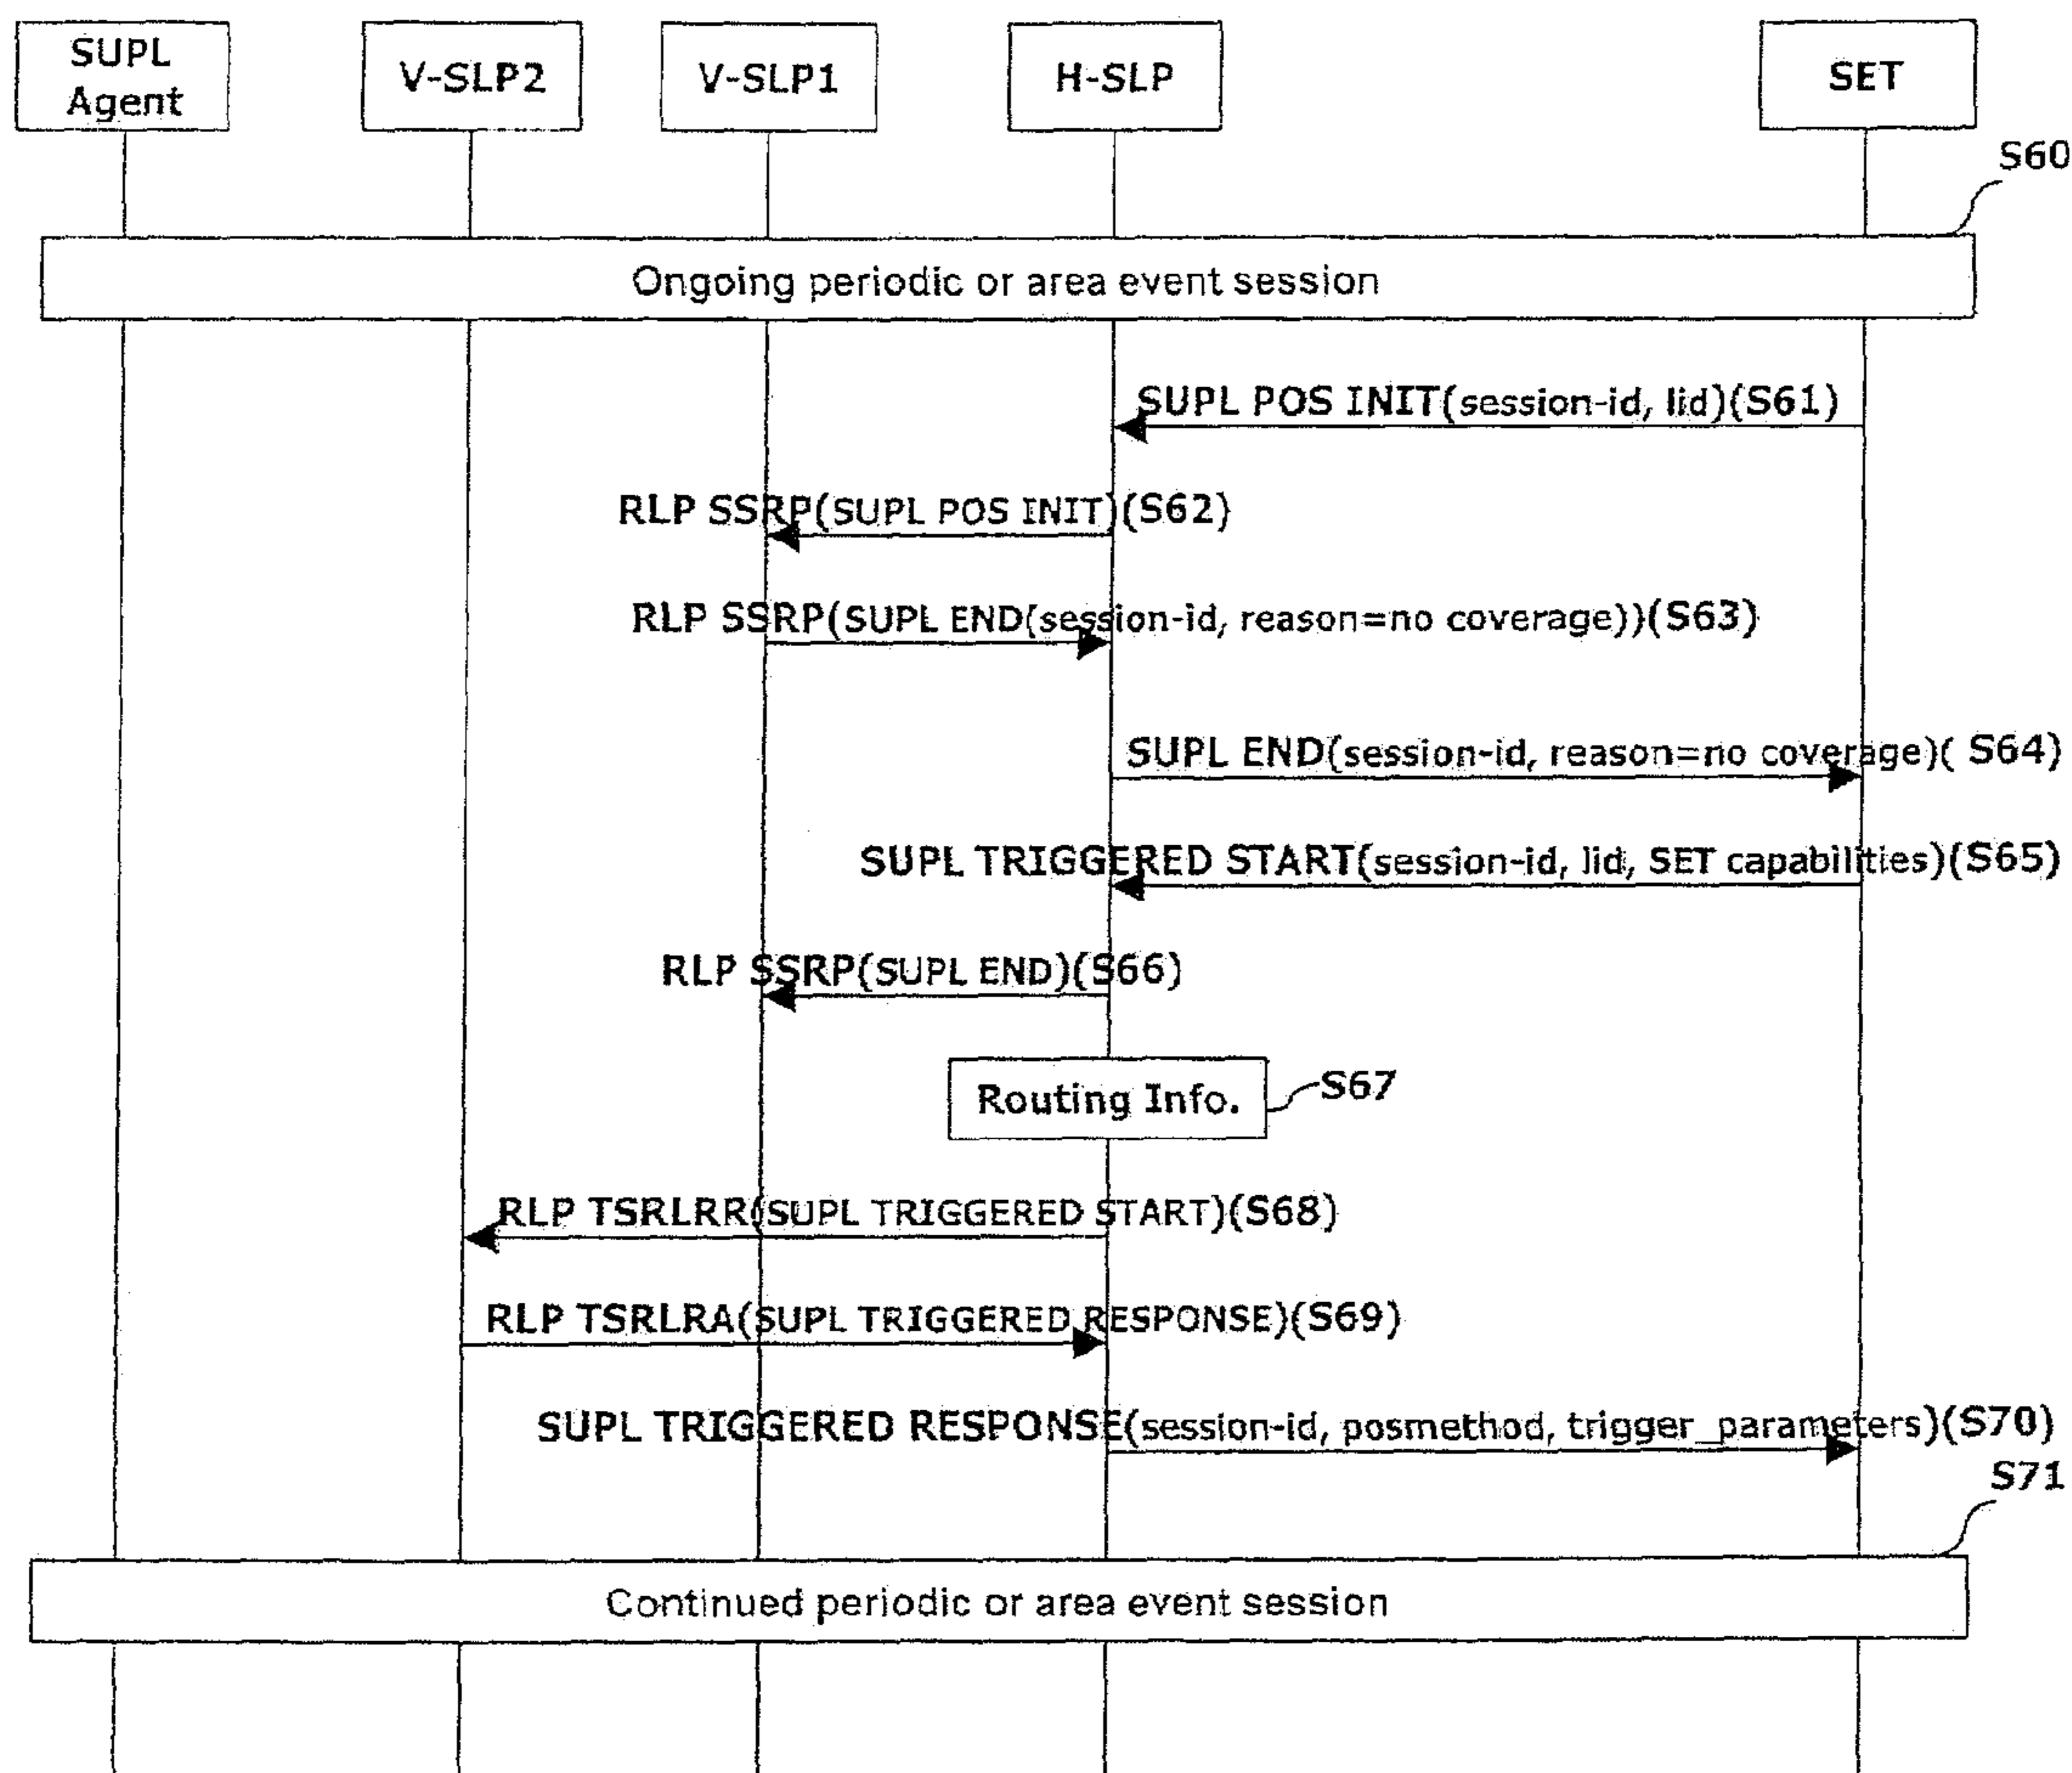 SUPL
Agent
V-SLP2
V-SLP1
H-SLP
SET
S60
Ongoing periodic or area event session
SUPL POS INIT(session-id, lid)(S61)
RLP SSRP(SUPL POS INIT)(S62)
RLP SSRP(SUPL END(session-id, reason=no coverage))(S63)
SUPL END(session-id, reason=no coverage)( S64)
SUPL TRIGGERED START(session-id, lid, SET capabilities)(S65)
RLP SSRP(SUPL END)(S66)
Routing Info.
S67
RLP TSRLRR(SUPL TRIGGERED START)(S68)
RLP TSRLRA(SUPL TRIGGERED RESPONSE)(S69)
SUPL TRIGGERED RESPONSE(session-id, posmethod, trigger_parameters)(S70)
S71
Continued periodic or area event session